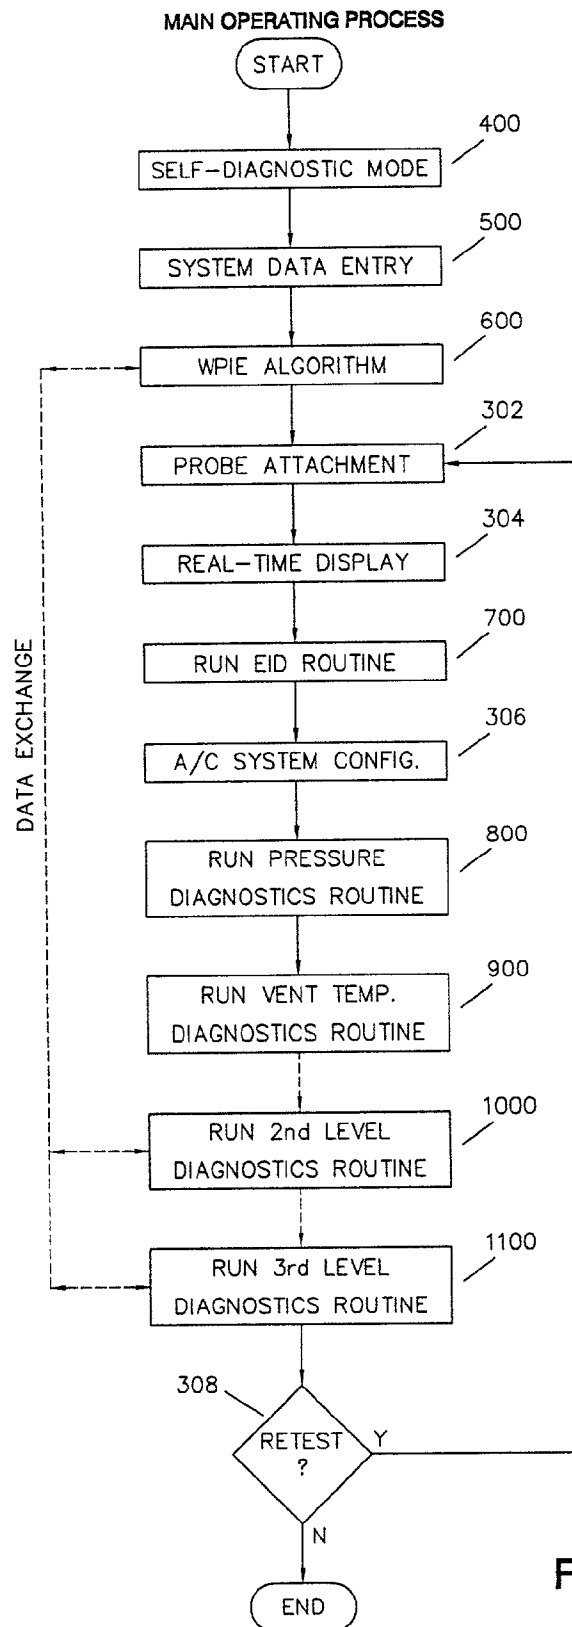 MAIN OPERATING PROCESS
START
400
SELF-DIAGNOSTIC MODE
500
SYSTEM DATA ENTRY
600
WPIE ALGORITHM
302
PROBE ATTACHMENT
304
REAL-TIME DISPLAY
700
RUN EID ROUTINE
306
A/C SYSTEM CONFIG.
800
RUN PRESSURE
DIAGNOSTICS ROUTINE
900
RUN VENT TEMP.
DIAGNOSTICS ROUTINE
1000
RUN 2nd LEVEL
DIAGNOSTICS ROUTINE
1100
RUN 3rd LEVEL
DIAGNOSTICS ROUTINE
DATA EXCHANGE
308
RETEST
?
Y
N
END
F